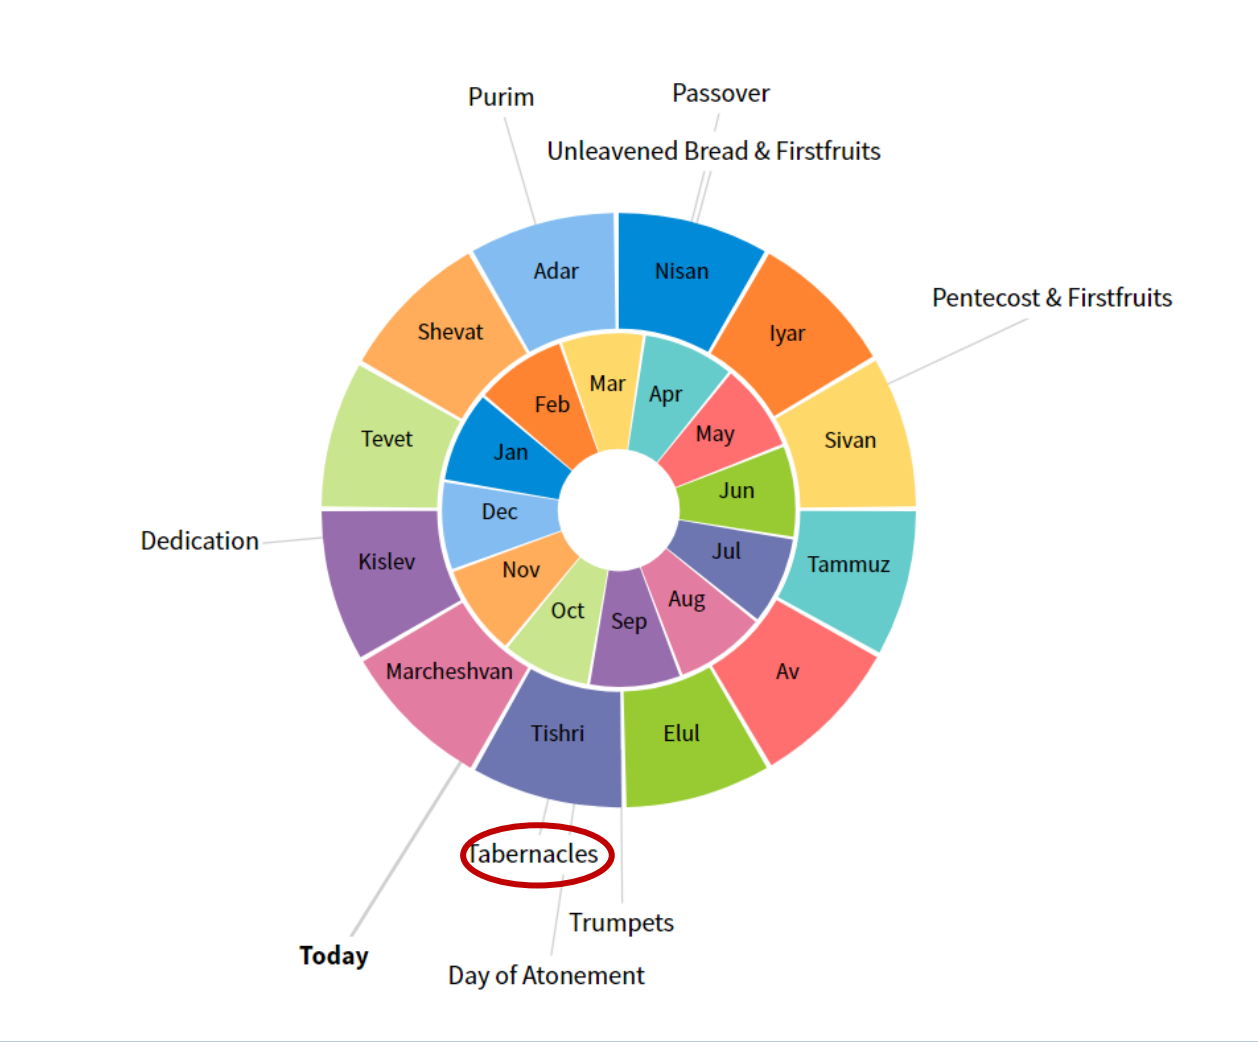 Purim
Passover
Unleavened Bread & Firstfruits
Adar
Nisan
Pentecost & Firstfruits
Shevat
Iyar
Mar
Apr
Feb
May
Tevet
Sivan
Jan
Jun
Dec
Dedication
Jul
Kislev
Tammuz
Nov
Aug
Oct
Sep
Marcheshvan
Av
Tishri
Elul
Tabernacles
Trumpets
Today
Day of Atonement